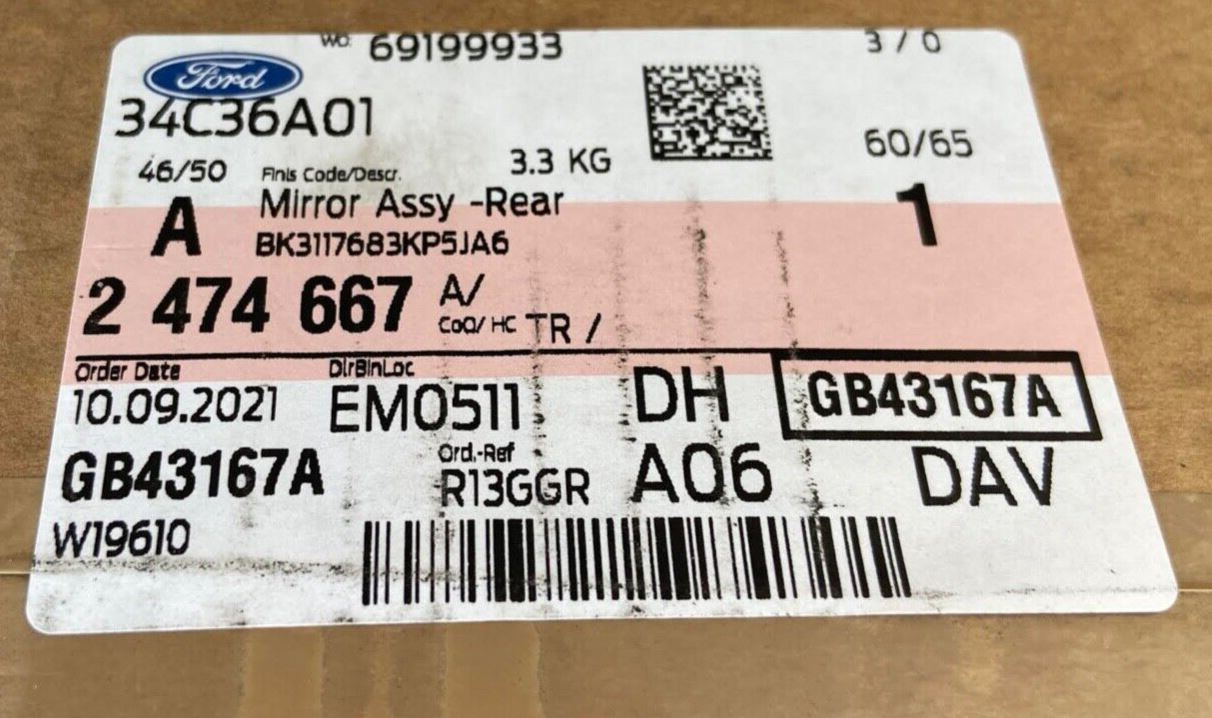 WO: 69199933 3 / 0
Ford
34C36A01
46/50 Finis Code/Descr. 3.3 KG 60/65
A Mirror Assy -Rear 1
BK3117683KP5JA6
2 474 667 A/
CoO/ HC TR /
Order Date DlrBinLoc
10.09.2021 EM0511 DH GB43167A
GB43167A Ord.-Ref R13GGR A06 DAV
W19610